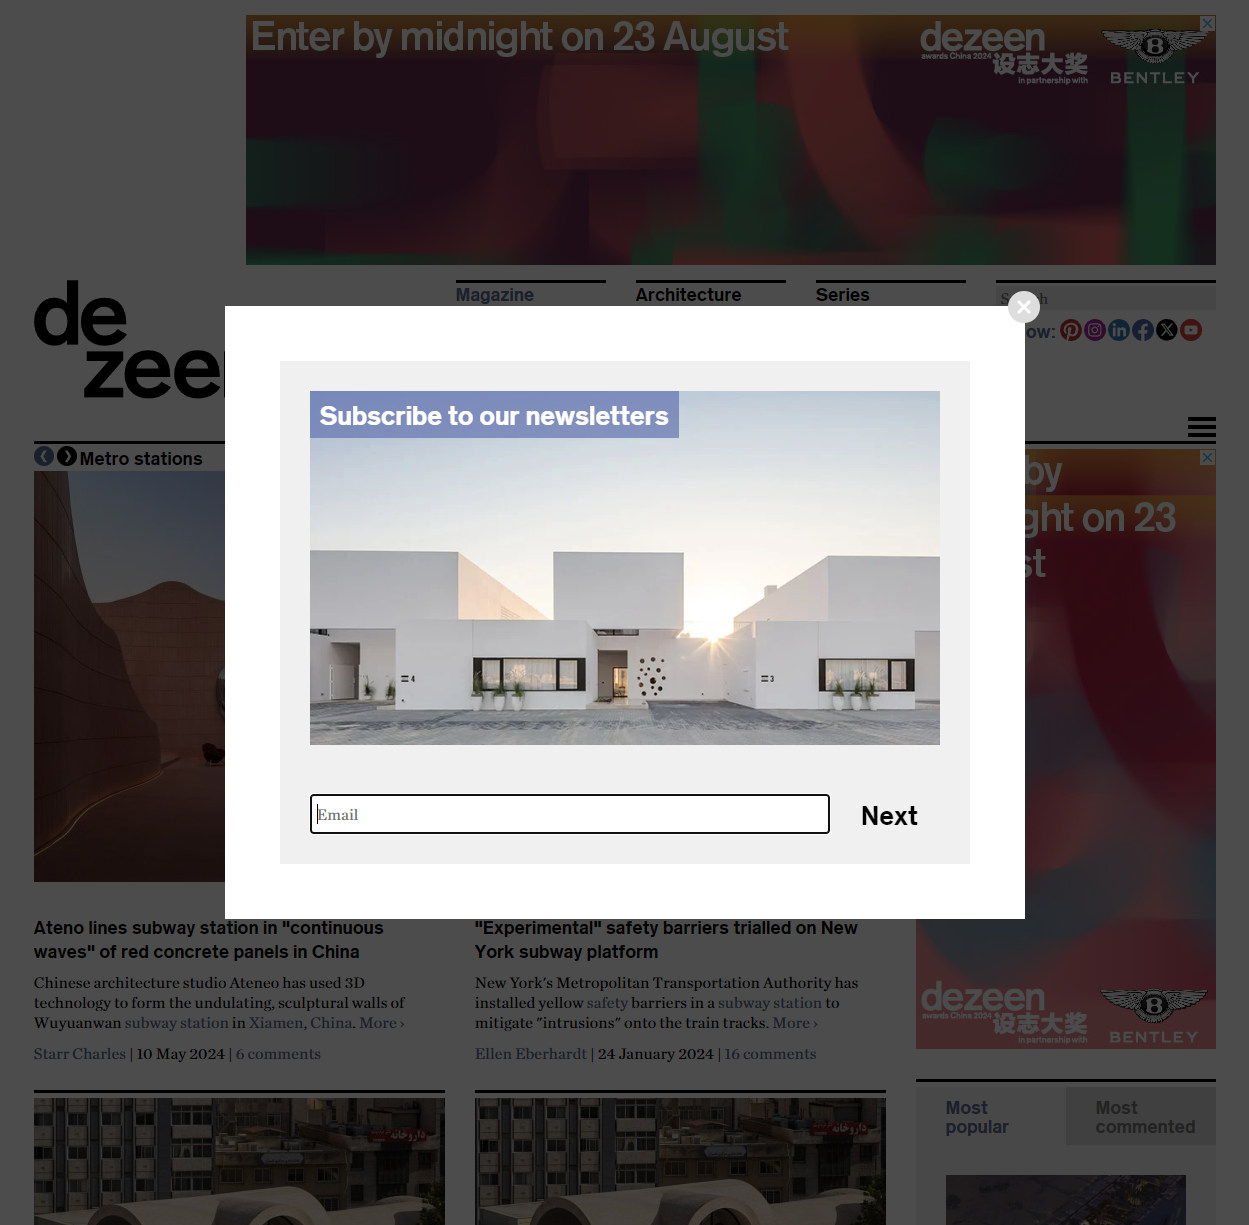 Enter by midnight on 23 August
dezeen
awards China 2024
设志大奖
in partnership with
BENTLEY
de
zee
Magazine
Architecture
Series
Subscribe to our newsletters
4
3
Email
Next
Metro stations
by
ght on 23
st
Ateno lines subway station in "continuous
waves" of red concrete panels in China
Chinese architecture studio Ateneo has used 3D
technology to form the undulating, sculptural walls of
Wuyuanwan subway station in Xiamen, China. More ›
Starr Charles | 10 May 2024 | 6 comments
"Experimental" safety barriers trialled on New
York subway platform
New York's Metropolitan Transportation Authority has
installed yellow safety barriers in a subway station to
mitigate "intrusions" onto the train tracks. More ›
Ellen Eberhardt | 24 January 2024 | 16 comments
dezeen
awards China 2024
设志大奖
in partnership with
BENTLEY
Most
popular
Most
commented
داروخانه
داروخانه